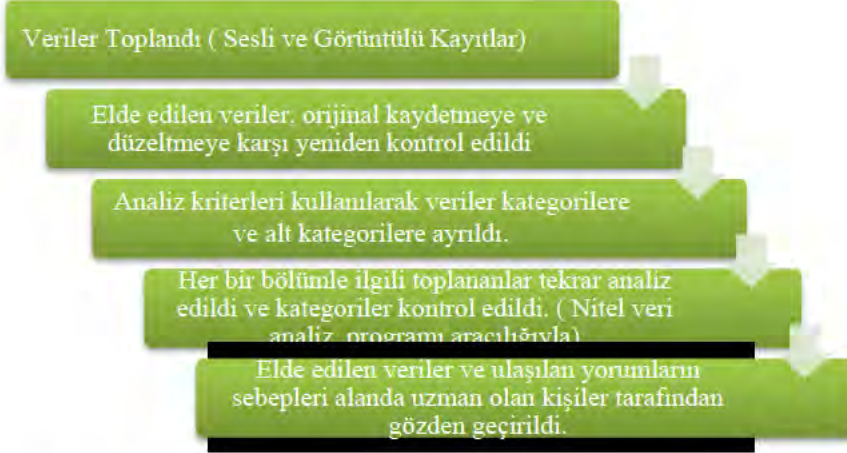 Veriler Toplandı ( Sesli ve Görüntülü Kayıtlar)
Elde edilen veriler, orijinal kaydetmeye ve
düzeltmeye karşı yeniden kontrol edildi
Analiz kriterleri kullanılarak veriler kategorilere
ve alt kategorilere ayrıldı.
Her bir bölümle ilgili toplananlar tekrar analiz
edildi ve kategoriler kontrol edildi. ( Nitel veri
analiz programı aracılığıyla)
Elde edilen veriler ve ulaşılan yorumların
sebepleri alanda uzman olan kişiler tarafından
gözden geçirildi.